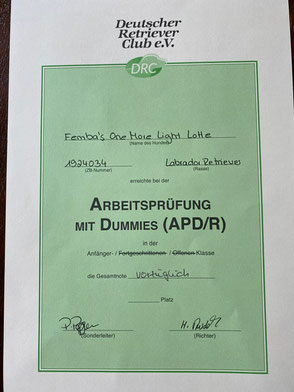 Deutscher
Retriever
Club e.V.
DRC
Femba's One More Light Lotte
(Name des Hundes)
1924034 Labrador Retriever
(ZB-Nummer) (Rasse)
erreichte bei der
ARBEITSPRÜFUNG
MIT DUMMIES (APD/R)
in der
Anfänger- / Fortgeschrittenen- / Offenen-Klasse
die Gesamtnote vorzüglich
Platz
(Sonderleiter) (Richter)